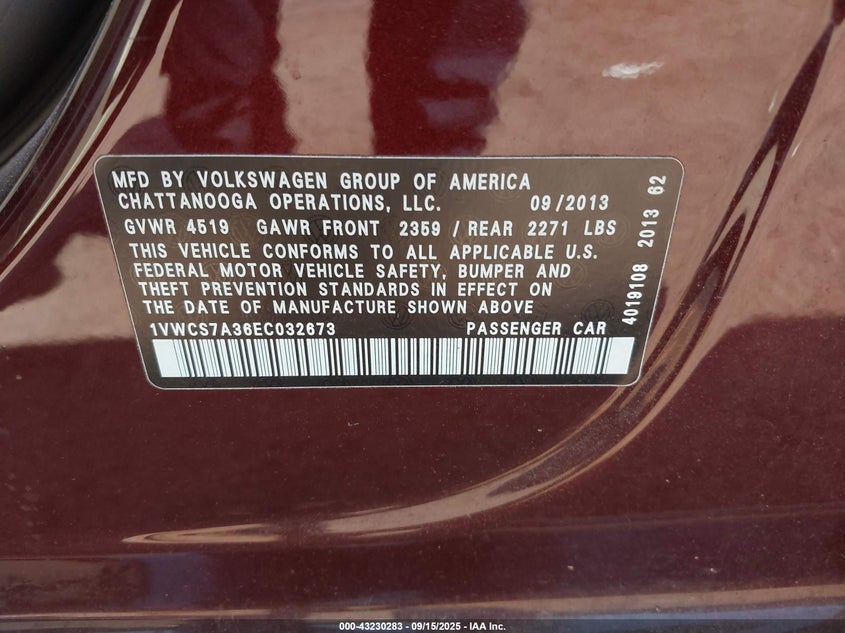 MFD BY VOLKSWAGEN GROUP OF AMERICA
CHATTANOOGA OPERATIONS, LLC. 09/2013
GVWR 4519 GAWR FRONT 2359 / REAR 2271 LBS
THIS VEHICLE CONFORMS TO ALL APPLICABLE U.S.
FEDERAL MOTOR VEHICLE SAFETY, BUMPER AND
THEFT PREVENTION STANDARDS IN EFFECT ON
THE DATE OF MANUFACTURE SHOWN ABOVE
1VWCS7A36EC032673 PASSENGER CAR
4019108 2013 62
000-43230283 - 09/15/2025 - IAA Inc.